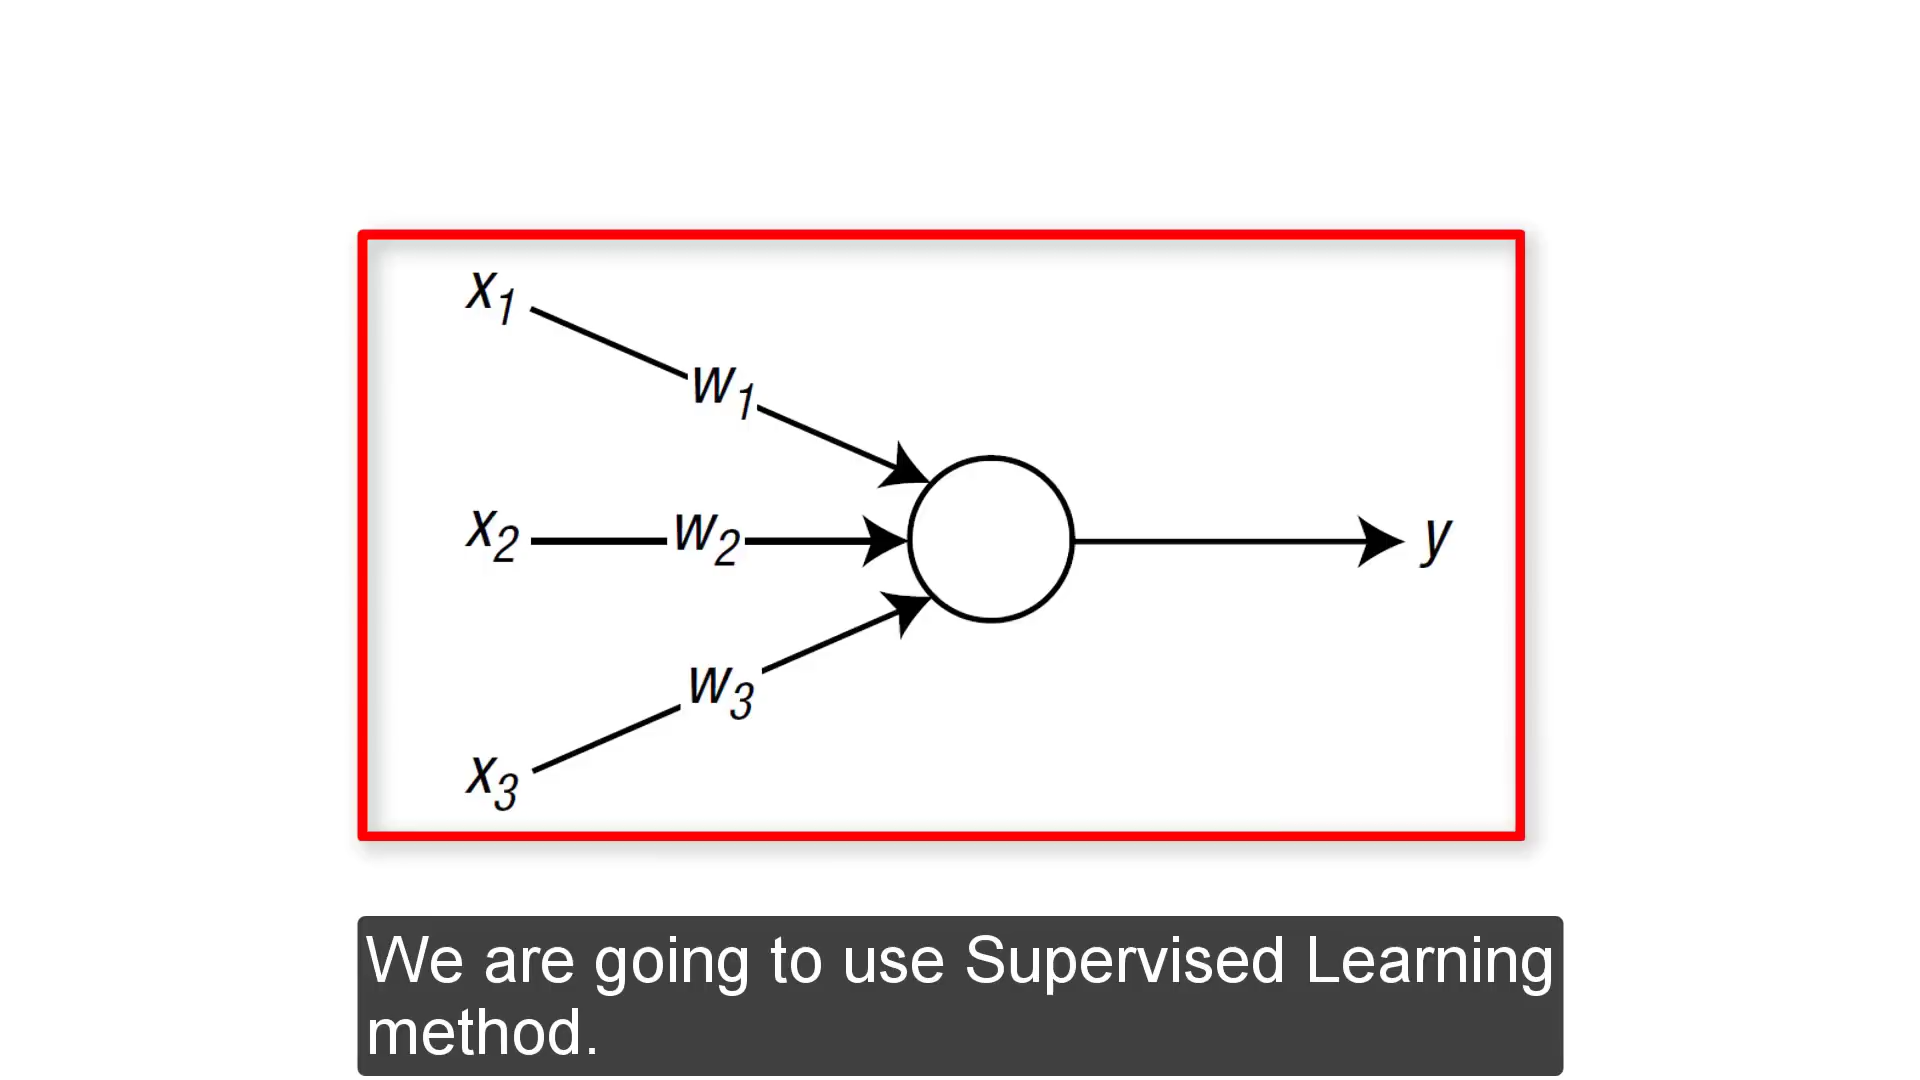 x1
w1
x2 w2 y
w3
x3
We are going to use Supervised Learning
method.